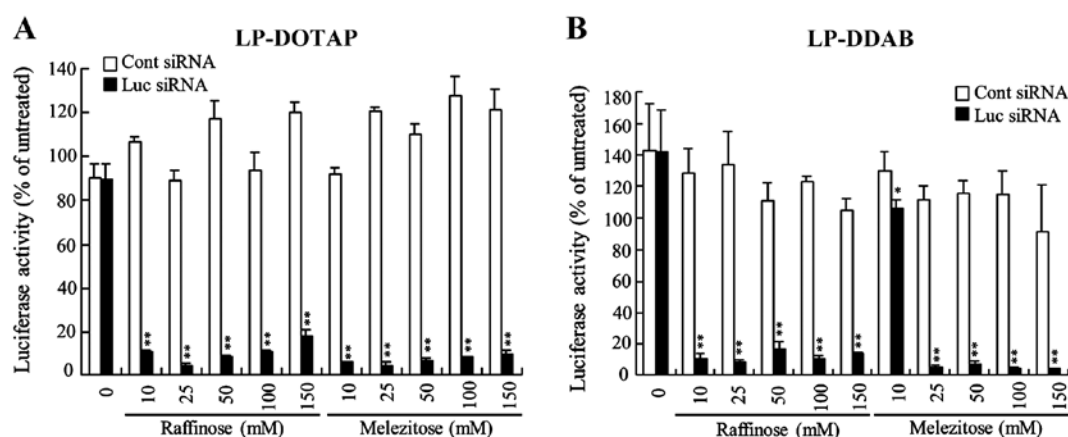 A
LP-DOTAP
Cont siRNA
Luc siRNA
Luciferase activity (% of untreated)
140
120
100
80
60
40
20
0
** ** ** ** ** ** ** ** ** **
0 10 25 50 100 150 10 25 50 100 150
Raffinose (mM) Melezitose (mM)
B
LP-DDAB
Cont siRNA
Luc siRNA
Luciferase activity (% of untreated)
180
160
140
120
100
80
60
40
20
0
** ** ** ** ** * ** ** ** **
0 10 25 50 100 150 10 25 50 100 150
Raffinose (mM) Melezitose (mM)